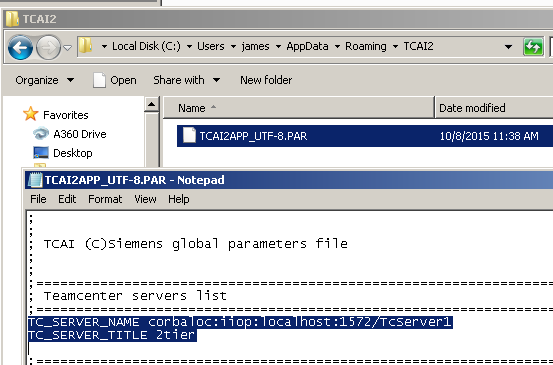 TCAI2
Local Disk (C:) Users james AppData Roaming TCAI2
Organize Open Share with New folder
Favorites
A360 Drive
Desktop
Name Date modified
TCAI2APP_UTF-8.PAR 10/8/2015 11:38 AM
TCAI2APP_UTF-8.PAR - Notepad
File Edit Format View Help
;
;
; TCAI (C)Siemens global parameters file
;
; ==================================================
; Teamcenter servers list
; ==================================================
TC_SERVER_NAME corbaloc:iiop:localhost:1572/TcServer1
TC_SERVER_TITLE 2tier
; ==================================================